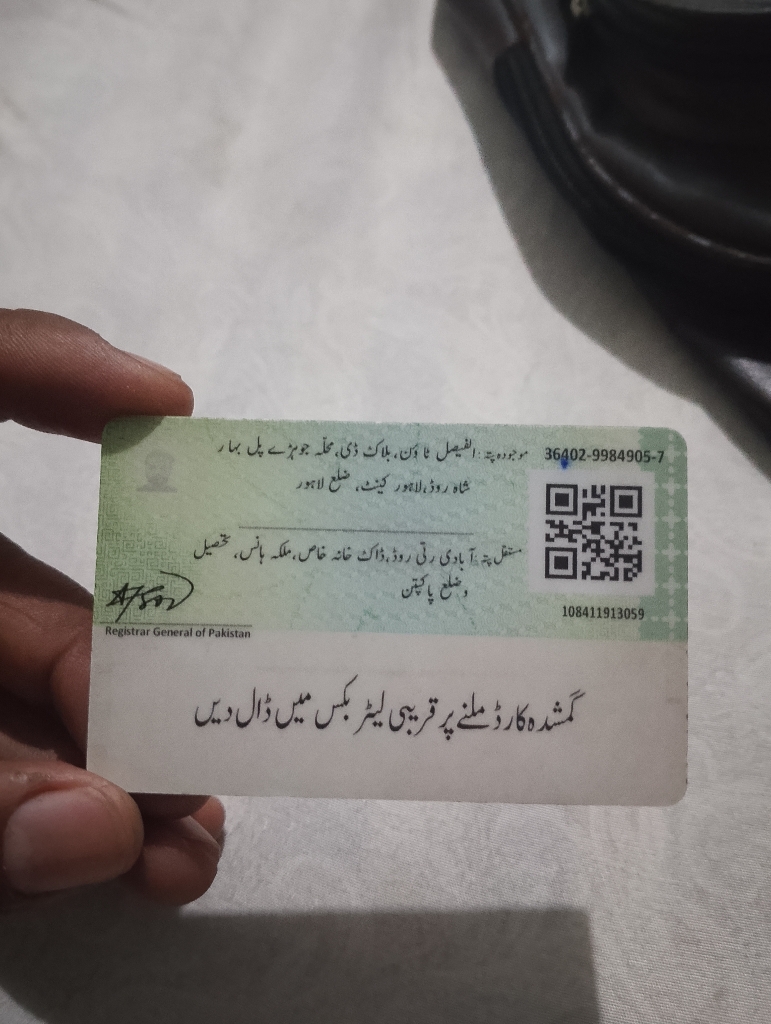 موجودہ پتہ: الفیصل ٹاؤن، بلاک ڈی، محلہ جوہڑے پل بہار
36402-9984905-7
شاہ روڈ، لاہور کینٹ، ضلع لاہور
مستقل پتہ: آبادی رتی روڈ، ڈاک خانہ خاص، ملکہ ہانس، تحصیل
و ضلع پاکپتن
108411913059
Registrar General of Pakistan
گمشدہ کارڈ ملنے پر قریبی لیٹر بکس میں ڈال دیں